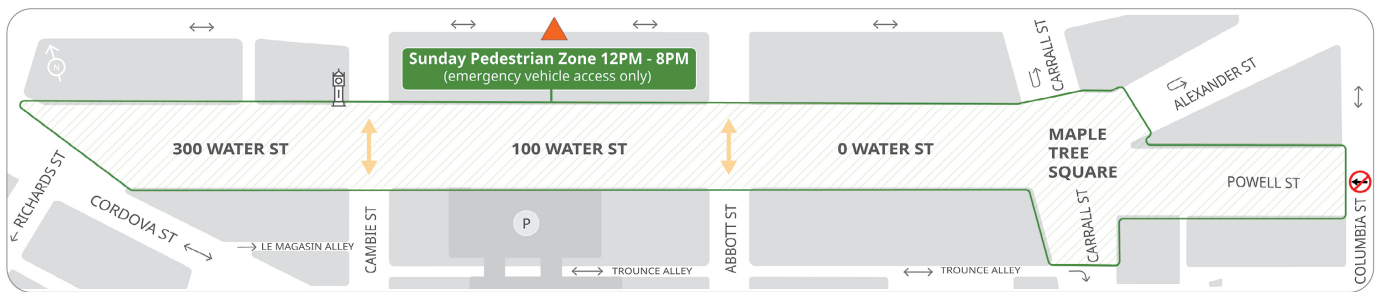 N
Sunday Pedestrian Zone 12PM - 8PM
(emergency vehicle access only)
CARRALL ST
ALEXANDER ST
300 WATER ST
100 WATER ST
0 WATER ST
MAPLE
TREE
SQUARE
POWELL ST
RICHARDS ST
CORDOVA ST
LE MAGASIN ALLEY
CAMBIE ST
P
TROUNCE ALLEY
ABBOTT ST
TROUNCE ALLEY
CARRALL ST
COLUMBIA ST